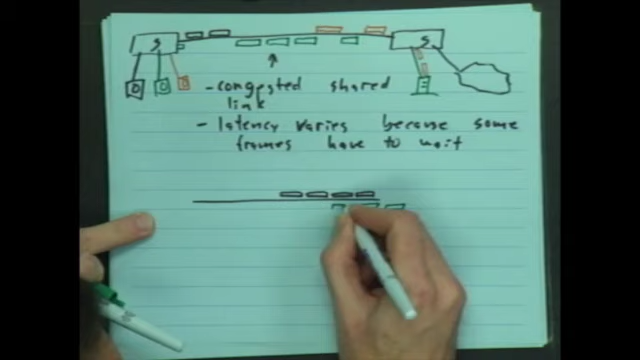 S S
- congested shared
link
- latency varies because some
frames have to wait